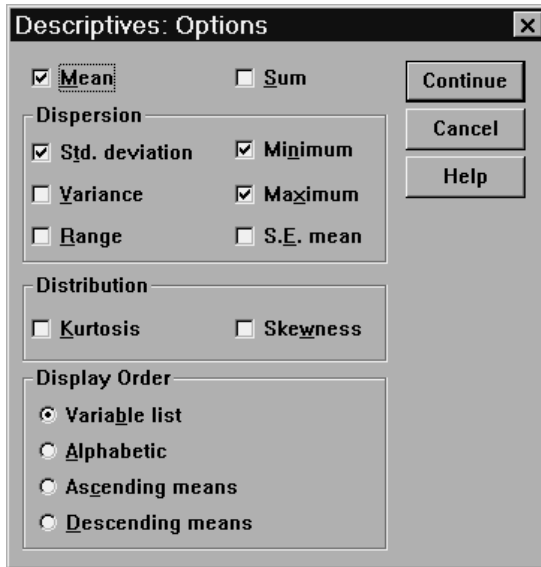 Descriptives: Options
Mean
Sum
Continue
Cancel
Help
Dispersion
Std. deviation
Minimum
Variance
Maximum
Range
S.E. mean
Distribution
Kurtosis
Skewness
Display Order
Variable list
Alphabetic
Ascending means
Descending means